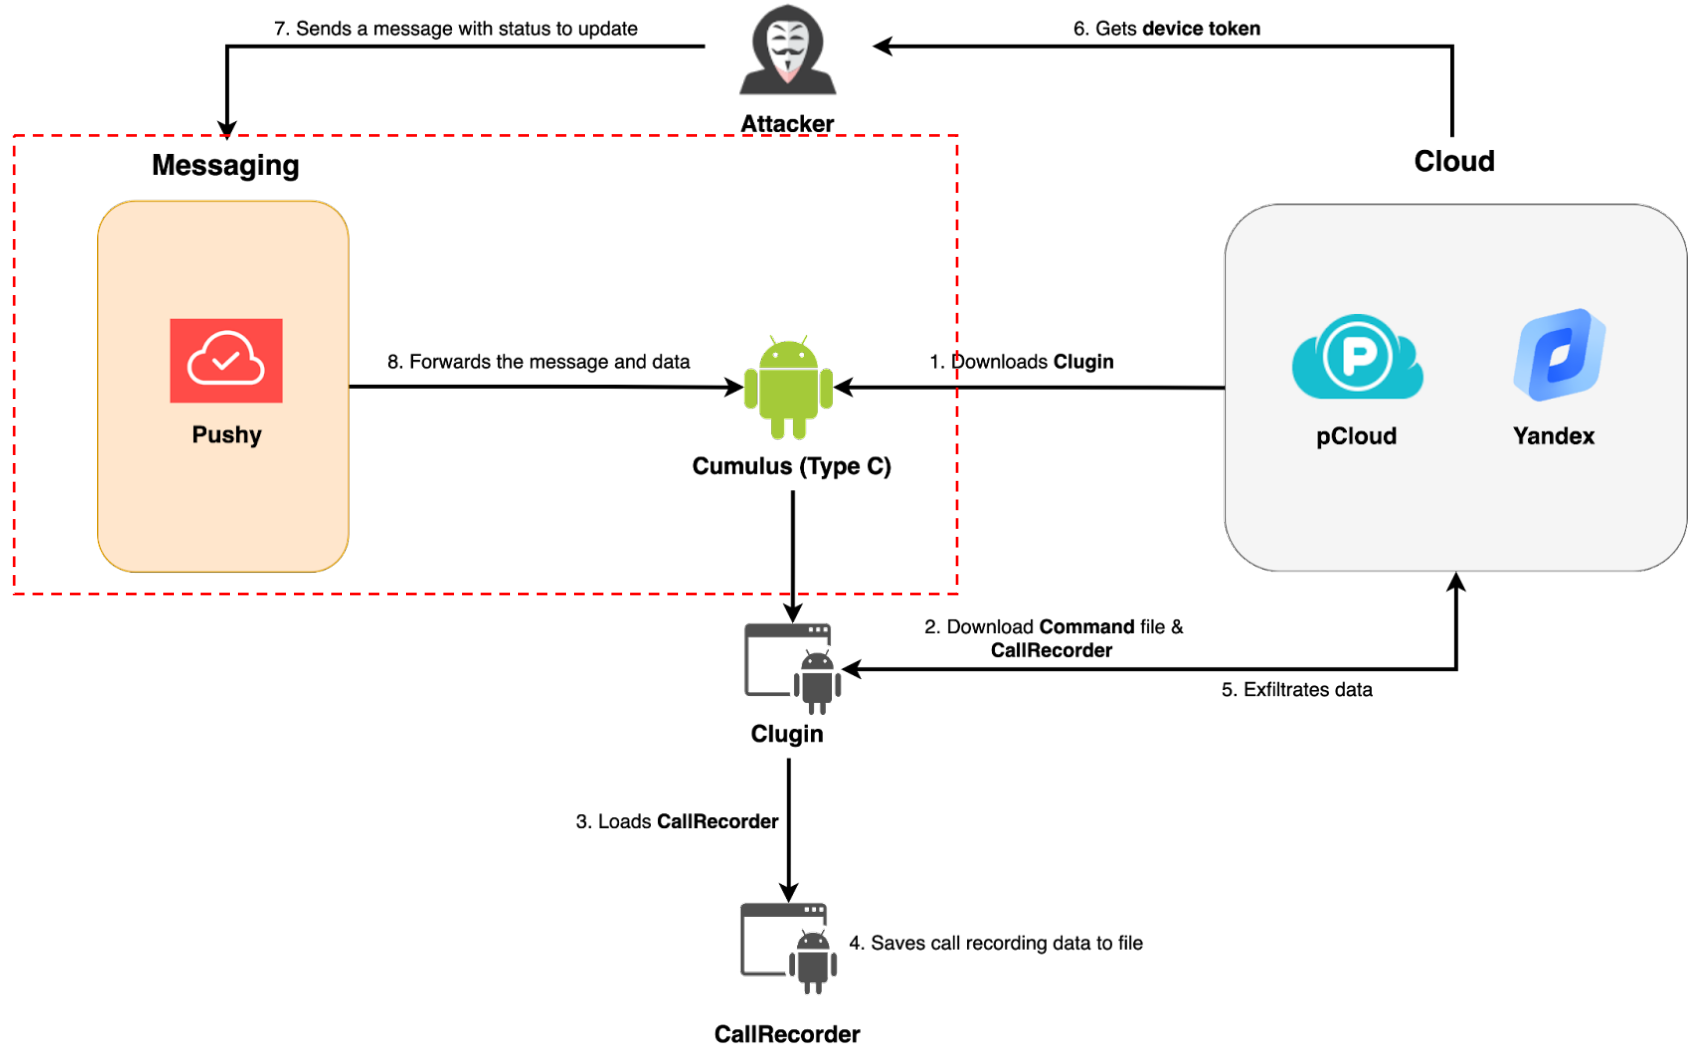 7. Sends a message with status to update
6. Gets device token
Attacker
Messaging
Cloud
8. Forwards the message and data
1. Downloads Clugin
Pushy
P
pCloud
Yandex
Cumulus (Type C)
2. Download Command file &
CallRecorder
5. Exfiltrates data
Clugin
3. Loads CallRecorder
4. Saves call recording data to file
CallRecorder